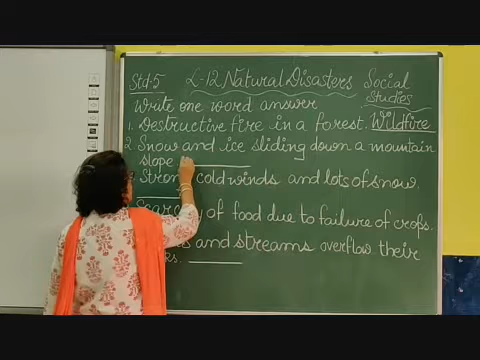 Std:5 L-12 Natural Disasters Social
Studies
Write one word answer
1. Destructive fire in a forest. Wildfire
2. Snow and ice sliding down a mountain
slope
Strong cold winds and lots of snow.
Scarcity of food due to failure of crops.
and streams overflow their